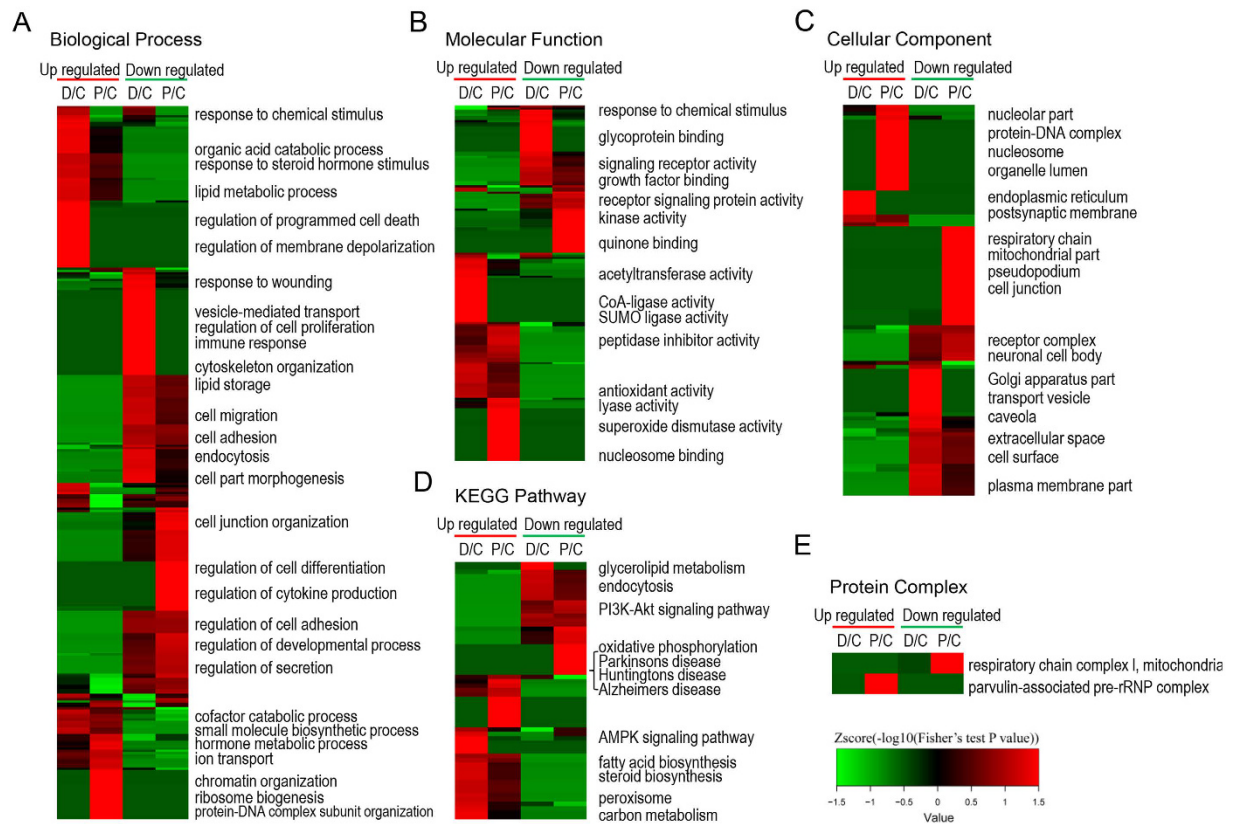 A
Biological Process
Up regulated Down regulated
D/C P/C D/C P/C
response to chemical stimulus
organic acid catabolic process
response to steroid hormone stimulus
lipid metabolic process
regulation of programmed cell death
regulation of membrane depolarization
response to wounding
vesicle-mediated transport
regulation of cell proliferation
immune response
cytoskeleton organization
lipid storage
cell migration
cell adhesion
endocytosis
cell part morphogenesis
cell junction organization
regulation of cell differentiation
regulation of cytokine production
regulation of cell adhesion
regulation of developmental process
regulation of secretion
cofactor catabolic process
small molecule biosynthetic process
hormone metabolic process
ion transport
chromatin organization
ribosome biogenesis
protein-DNA complex subunit organization
B
Molecular Function
Up regulated Down regulated
D/C P/C D/C P/C
response to chemical stimulus
glycoprotein binding
signaling receptor activity
growth factor binding
receptor signaling protein activity
kinase activity
quinone binding
acetyltransferase activity
CoA-ligase activity
SUMO ligase activity
peptidase inhibitor activity
antioxidant activity
lyase activity
superoxide dismutase activity
nucleosome binding
C
Cellular Component
Up regulated Down regulated
D/C P/C D/C P/C
nucleolar part
protein-DNA complex
nucleosome
organelle lumen
endoplasmic reticulum
postsynaptic membrane
respiratory chain
mitochondrial part
pseudopodium
cell junction
receptor complex
neuronal cell body
Golgi apparatus part
transport vesicle
caveola
extracellular space
cell surface
plasma membrane part
D
KEGG Pathway
Up regulated Down regulated
D/C P/C D/C P/C
glycerolipid metabolism
endocytosis
PI3K-Akt signaling pathway
oxidative phosphorylation
Parkinsons disease
Huntingtons disease
Alzheimers disease
AMPK signaling pathway
fatty acid biosynthesis
steroid biosynthesis
peroxisome
carbon metabolism
E
Protein Complex
Up regulated Down regulated
D/C P/C D/C P/C
respiratory chain complex I, mitochondria
parvulin-associated pre-rRNP complex
Zscore(-log10(Fisher's test P value))
-1.5 -1 -0.5 0 0.5 1 1.5
Value